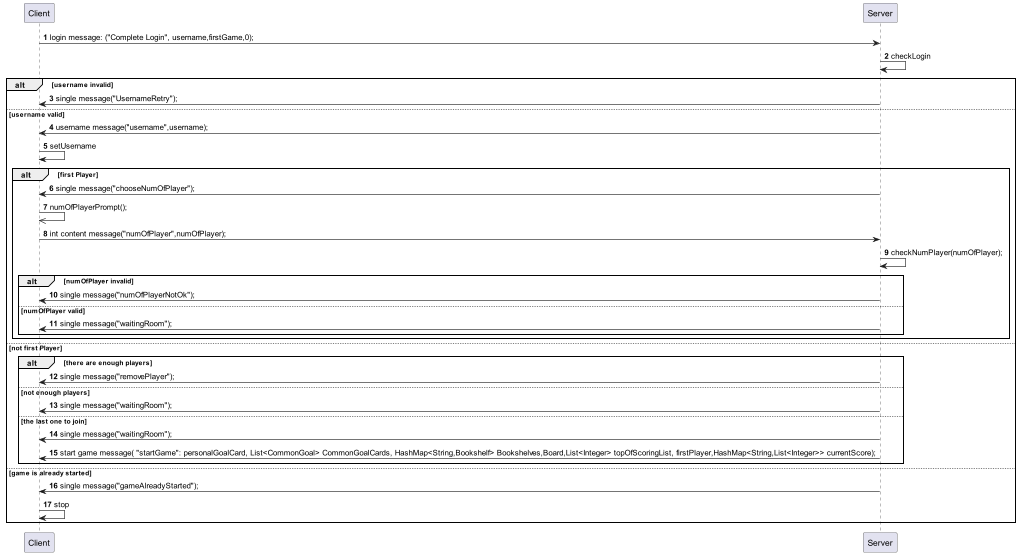 Client Server
1 login message: ("Complete Login", username,firstGame,0);
2 checkLogin
alt [username invalid]
3 single message("UsernameRetry");
[username valid]
4 username message("username",username);
5 setUsername
alt [first Player]
6 single message("chooseNumOfPlayer");
7 numOfPlayerPrompt();
8 int content message("numOfPlayer",numOfPlayer);
9 checkNumPlayer(numOfPlayer);
alt [numOfPlayer invalid]
10 single message("numOfPlayerNotOk");
[numOfPlayer valid]
11 single message("waitingRoom");
[not first Player]
alt [there are enough players]
12 single message("removePlayer");
[not enough players]
13 single message("waitingRoom");
[the last one to join]
14 single message("waitingRoom");
15 start game message( "startGame": personalGoalCard, List<CommonGoal> CommonGoalCards, HashMap<String,Bookshelf> Bookshelves,Board,List<Integer> topOfScoringList, firstPlayer,HashMap<String,List<Integer>> currentScore);
[game is already started]
16 single message("gameAlreadyStarted");
17 stop
Client Server